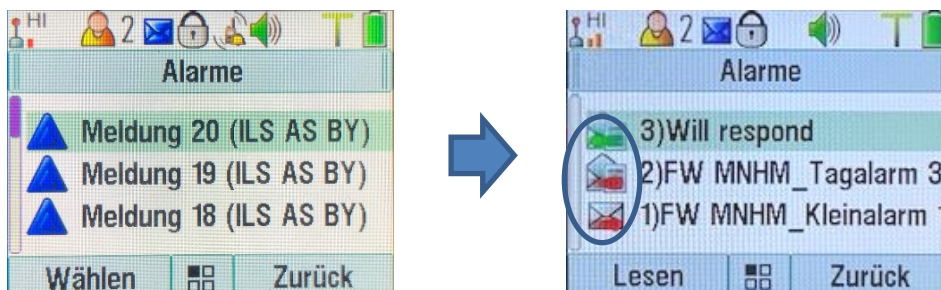 HI 2
Alarme
Meldung 20 (ILS AS BY)
Meldung 19 (ILS AS BY)
Meldung 18 (ILS AS BY)
Wählen Zurück
HI 2
Alarme
3)Will respond
2)FW MNHM_Tagalarm 3
1)FW MNHM_Kleinalarm
Lesen Zurück